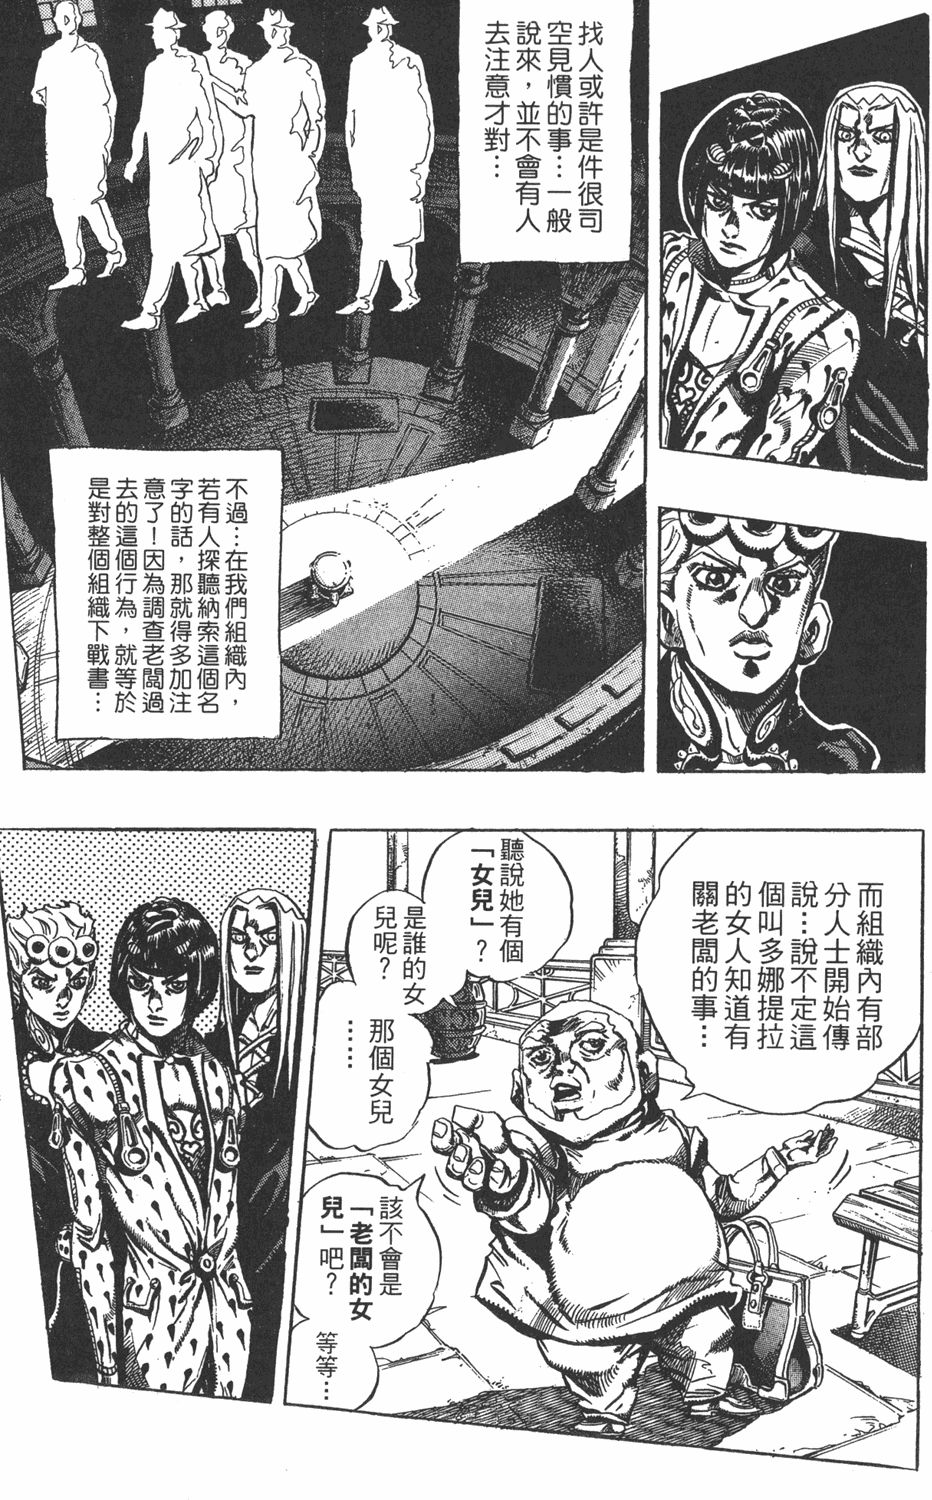 找人或許是件很司
空見慣的事…一般
說來，並不會有人
去注意才對…
不過…在我們組織內，
若有人探聽納索這個名
字的話，那就得多加注
意了！因為調查老闆過
去的這個行為，就等於
是對整個組織下戰書…
而組織內有部
分人士開始傳
說…說不定這
個叫多娜提拉
的女人知道有
關老闆的事…
聽說她有個
「女兒」？
是誰的女
兒呢？
那個女兒
……
該不會是
「老闆的女
兒」吧？
等等…